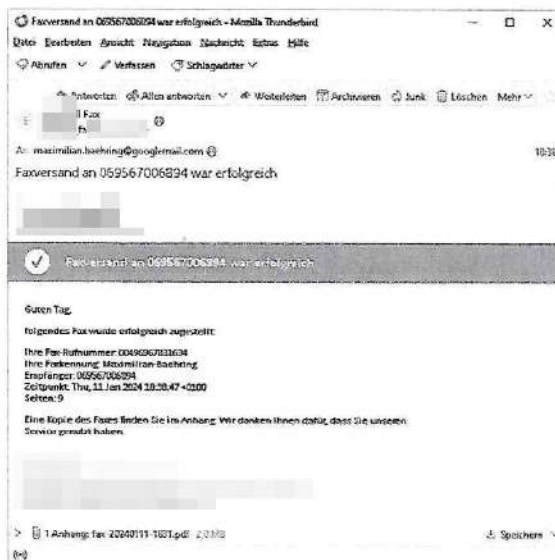 Faxversand an 069567006894 war erfolgreich - Mozilla Thunderbird
Datei Bearbeiten Ansicht Navigation Nachricht Extras Hilfe
Abrufen Verfassen Schlagwörter
Antworten Allen antworten Weiterleiten Archivieren Junk Löschen Mehr
Fax
An maximilian.baehring@googlemail.com
Faxversand an 069567006894 war erfolgreich
Faxversand an 069567006894 war erfolgreich
Guten Tag,
folgendes Fax wurde erfolgreich zugestellt:
Ihre Fax-Rufnummer: 00496967831634
Ihre Faxkennung: Maximilian-Baehring
Empfänger: 069567006894
Zeitpunkt: Thu, 11 Jan 2024 18:38:47 +0100
Seiten: 9
Eine Kopie des Faxes finden Sie im Anhang. Wir danken Ihnen dafür, dass Sie unseren
Service genutzt haben.
1 Anhang: fax-20240111-1831.pdf 2,0 MB Speichern